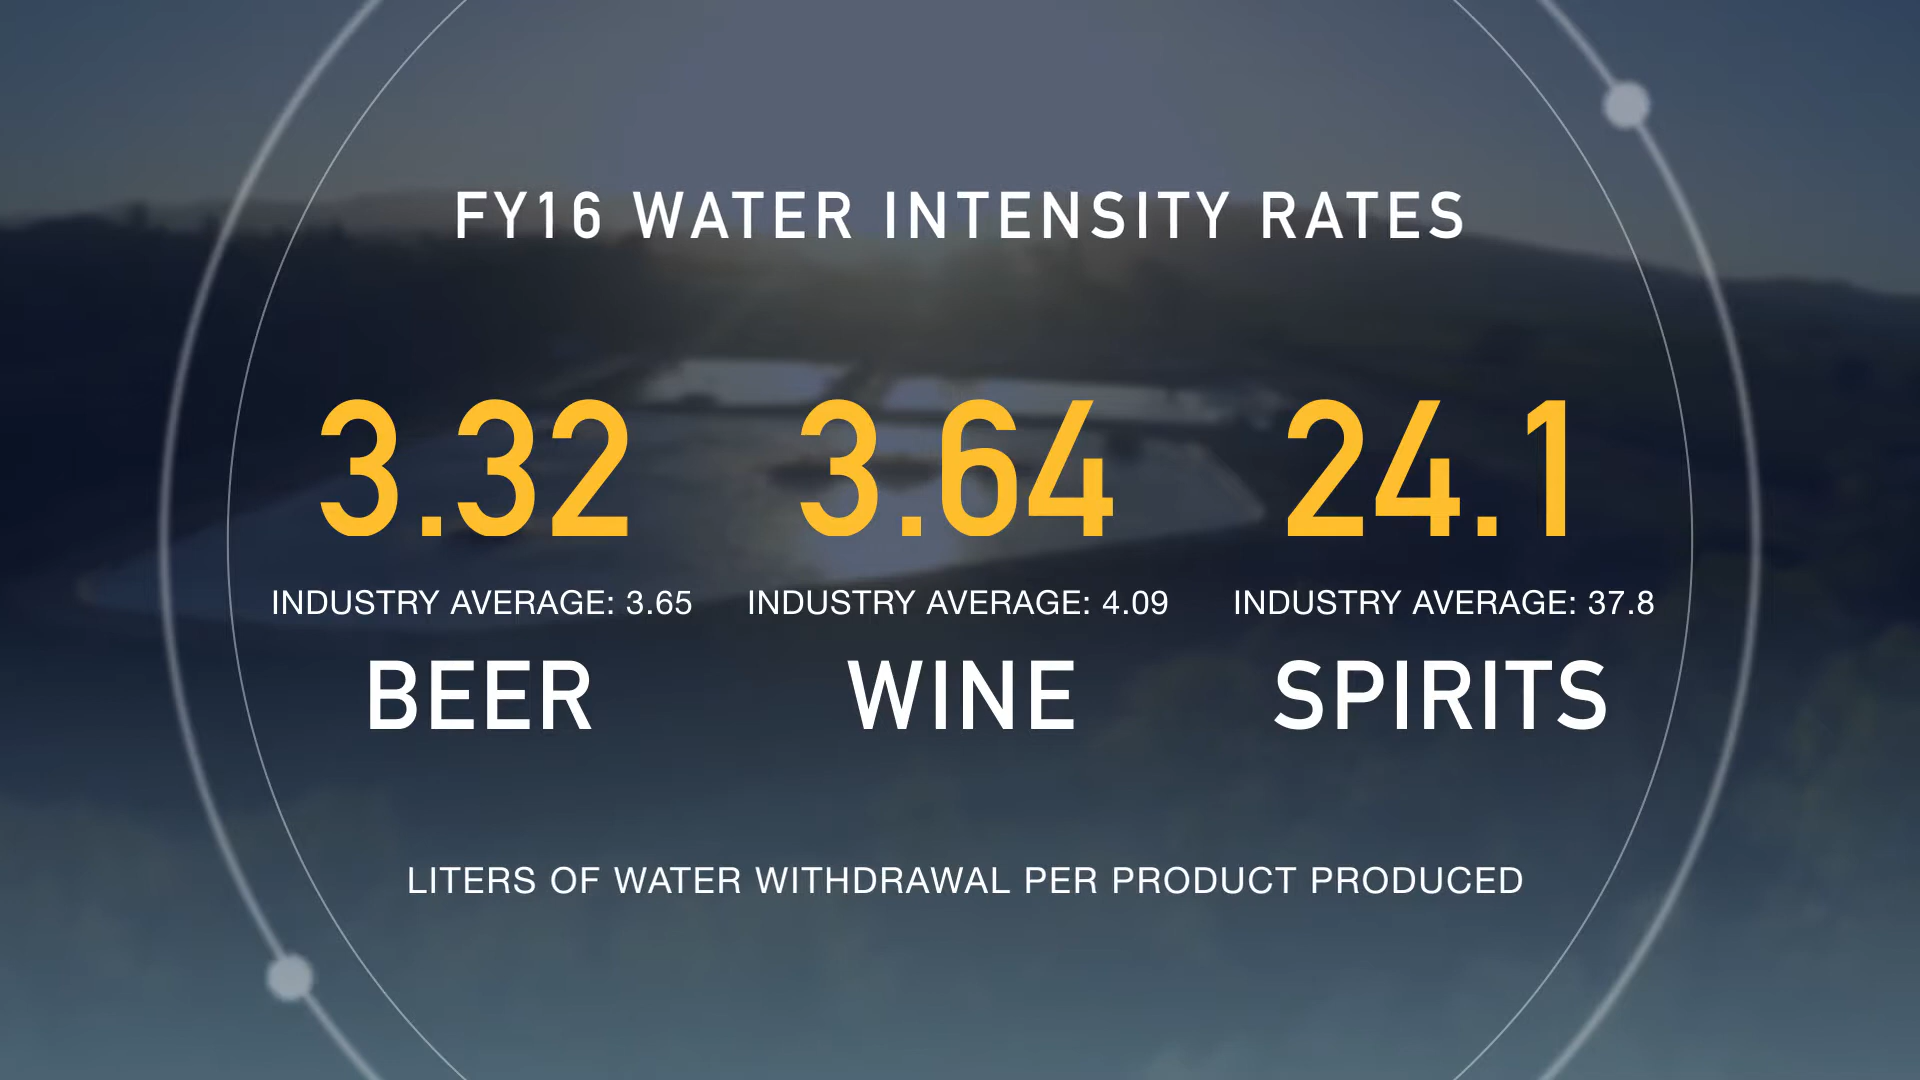 FY16 WATER INTENSITY RATES
3.32 3.64 24.1
INDUSTRY AVERAGE: 3.65 INDUSTRY AVERAGE: 4.09 INDUSTRY AVERAGE: 37.8
BEER WINE SPIRITS
LITERS OF WATER WITHDRAWAL PER PRODUCT PRODUCED